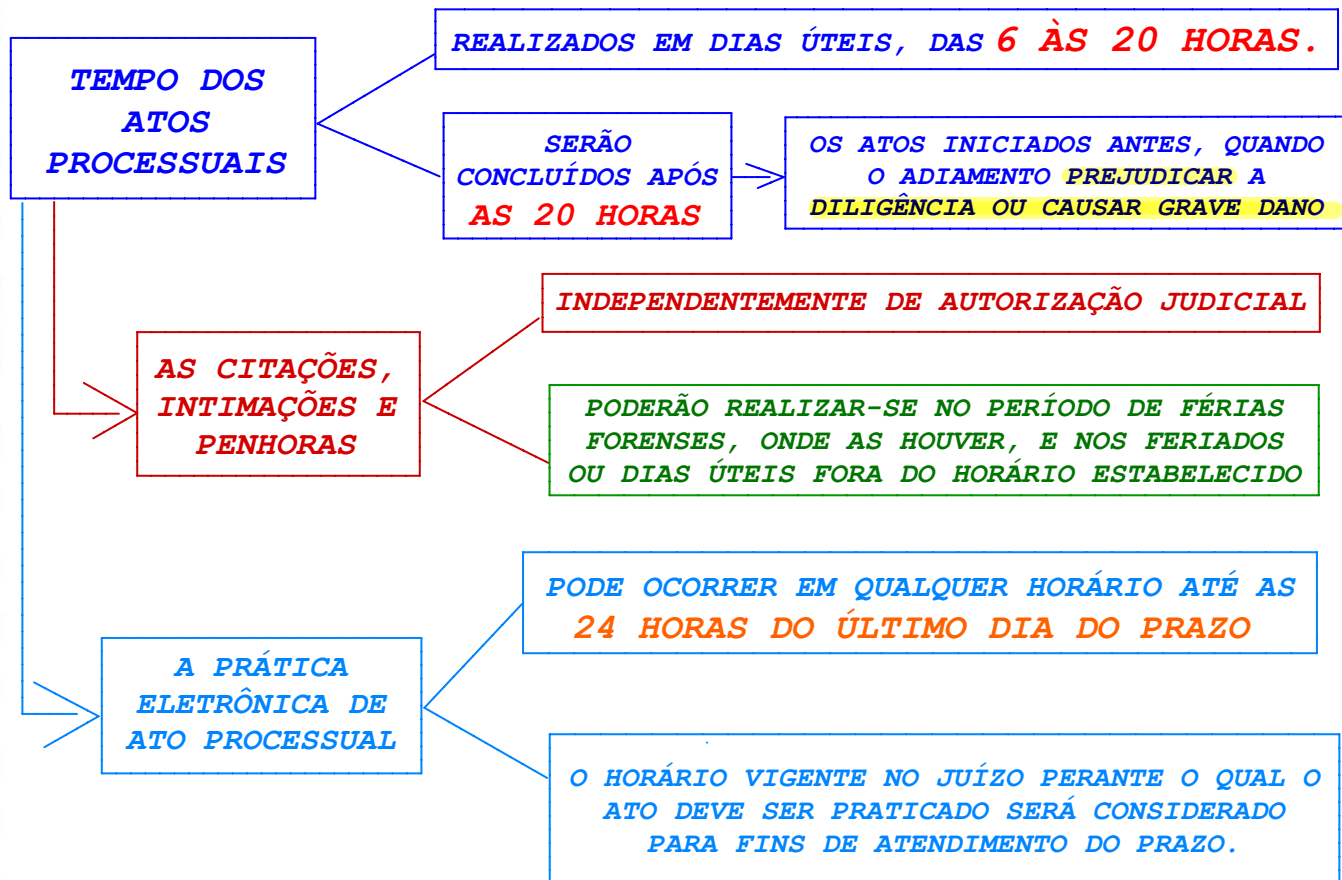 TEMPO DOS
ATOS
PROCESSUAIS
REALIZADOS EM DIAS ÚTEIS, DAS 6 ÀS 20 HORAS.
SERÃO
CONCLUÍDOS APÓS
AS 20 HORAS
OS ATOS INICIADOS ANTES, QUANDO
O ADIAMENTO PREJUDICAR A
DILIGÊNCIA OU CAUSAR GRAVE DANO
AS CITAÇÕES,
INTIMAÇÕES E
PENHORAS
INDEPENDENTEMENTE DE AUTORIZAÇÃO JUDICIAL
PODERÃO REALIZAR-SE NO PERÍODO DE FÉRIAS
FORENSES, ONDE AS HOUVER, E NOS FERIADOS
OU DIAS ÚTEIS FORA DO HORÁRIO ESTABELECIDO
A PRÁTICA
ELETRÔNICA DE
ATO PROCESSUAL
PODE OCORRER EM QUALQUER HORÁRIO ATÉ AS
24 HORAS DO ÚLTIMO DIA DO PRAZO
O HORÁRIO VIGENTE NO JUÍZO PERANTE O QUAL O
ATO DEVE SER PRATICADO SERÁ CONSIDERADO
PARA FINS DE ATENDIMENTO DO PRAZO.